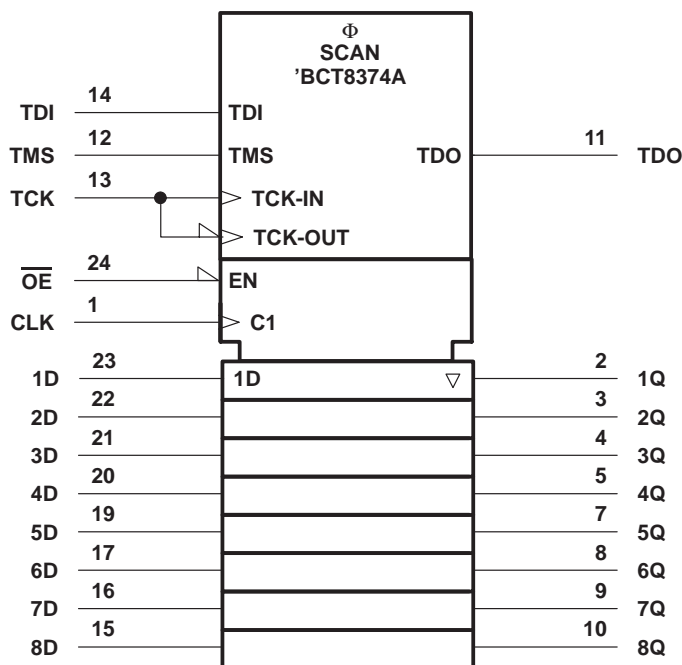 Φ
SCAN
'BCT8374A
TDI 14 TDI
TMS 12 TMS TDO 11 TDO
TCK 13 TCK-IN
TCK-OUT
OE 24 EN
CLK 1 C1
1D 23 1D 2 1Q
2D 22 3 2Q
3D 21 4 3Q
4D 20 5 4Q
5D 19 7 5Q
6D 17 8 6Q
7D 16 9 7Q
8D 15 10 8Q